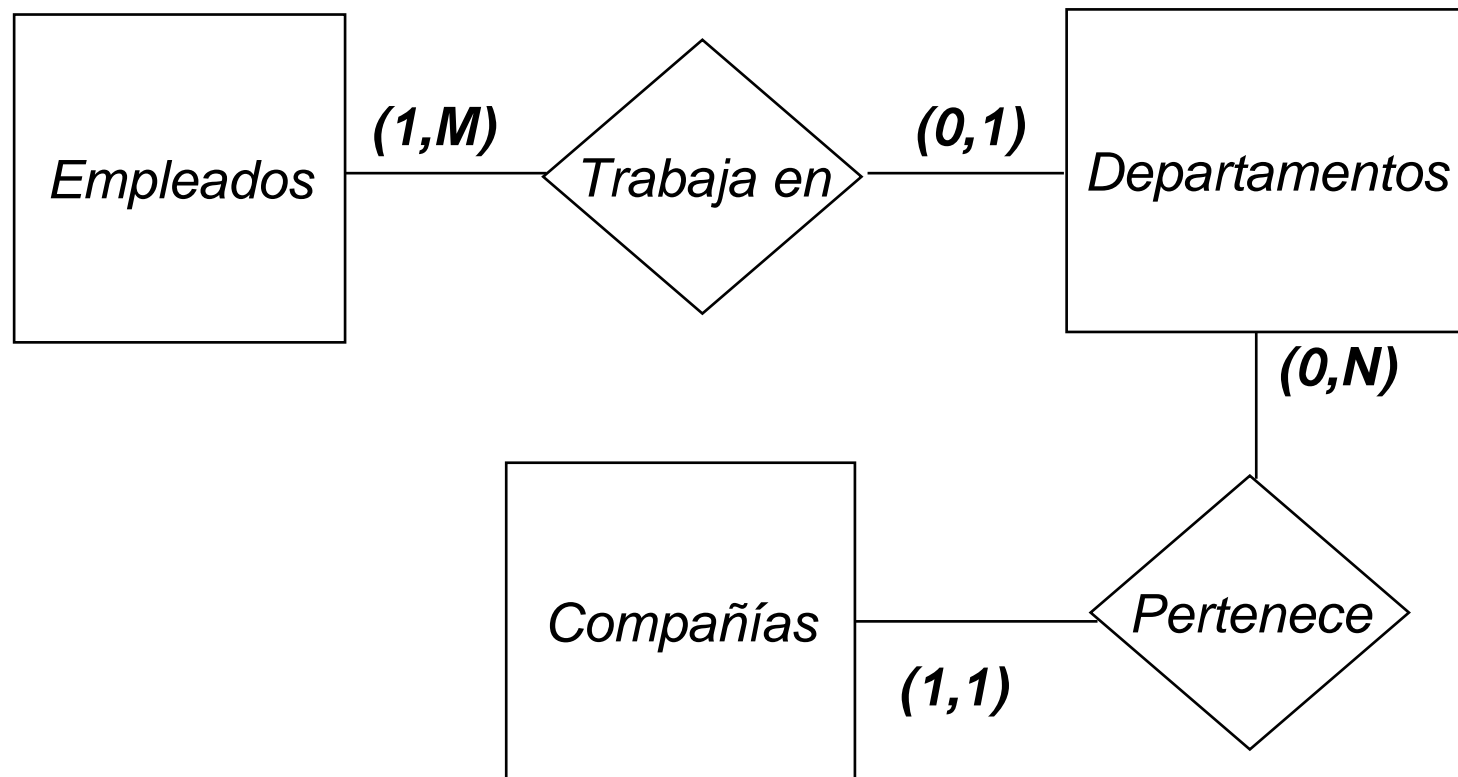 Empleados
(1,M)
Trabaja en
(0,1)
Departamentos
(0,N)
Compañías
(1,1)
Pertenece